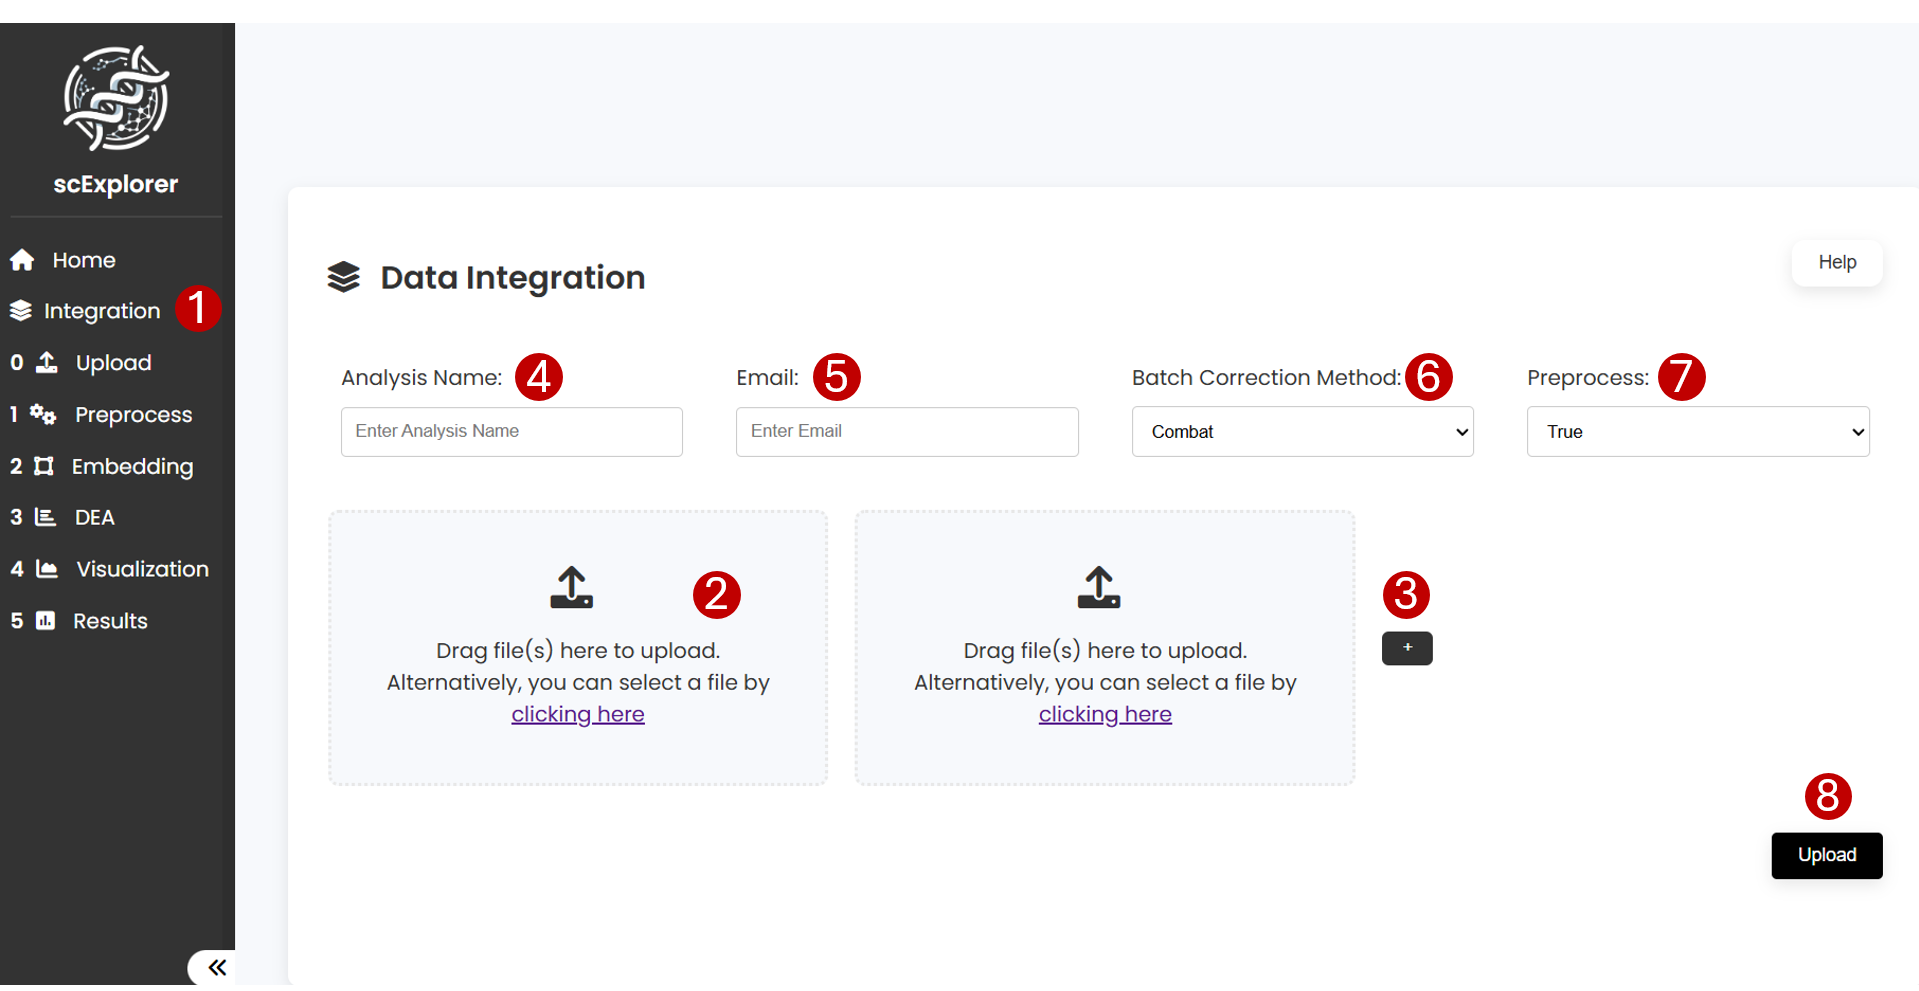 scExplorer
Home
Integration 1
0 Upload
1 Preprocess
2 Embedding
3 DEA
4 Visualization
5 Results
Data Integration
Help
Analysis Name: 4
Enter Analysis Name
Email: 5
Enter Email
Batch Correction Method: 6
Combat
Preprocess: 7
True
2
Drag file(s) here to upload.
Alternatively, you can select a file by
clicking here
Drag file(s) here to upload.
Alternatively, you can select a file by
clicking here
3
+
8
Upload